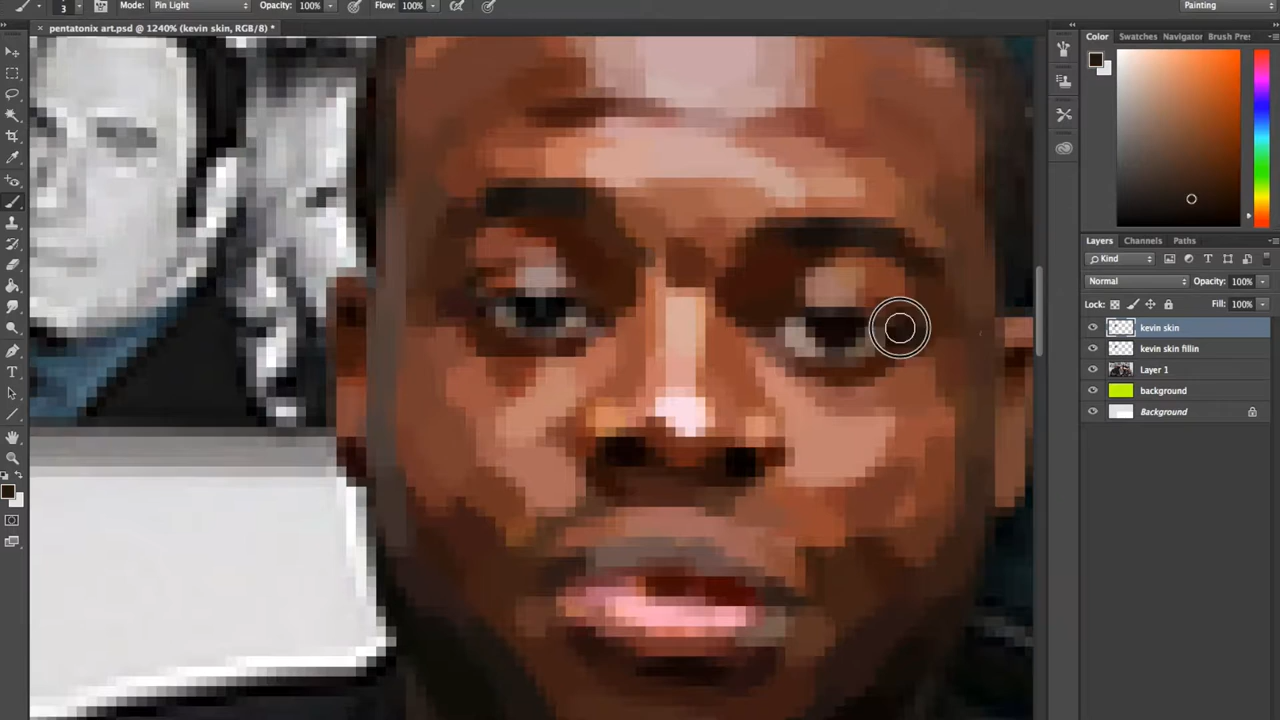 3 Mode: Pin Light Opacity: 100% Flow: 100% Painting
× pentatonix art.psd @ 1240% (kevin skin, RGB/8) *
Color Swatches Navigator Brush Pre:
Layers Channels Paths
Kind
Normal Opacity: 100%
Lock: Fill: 100%
kevin skin
kevin skin fillin
Layer 1
background
Background